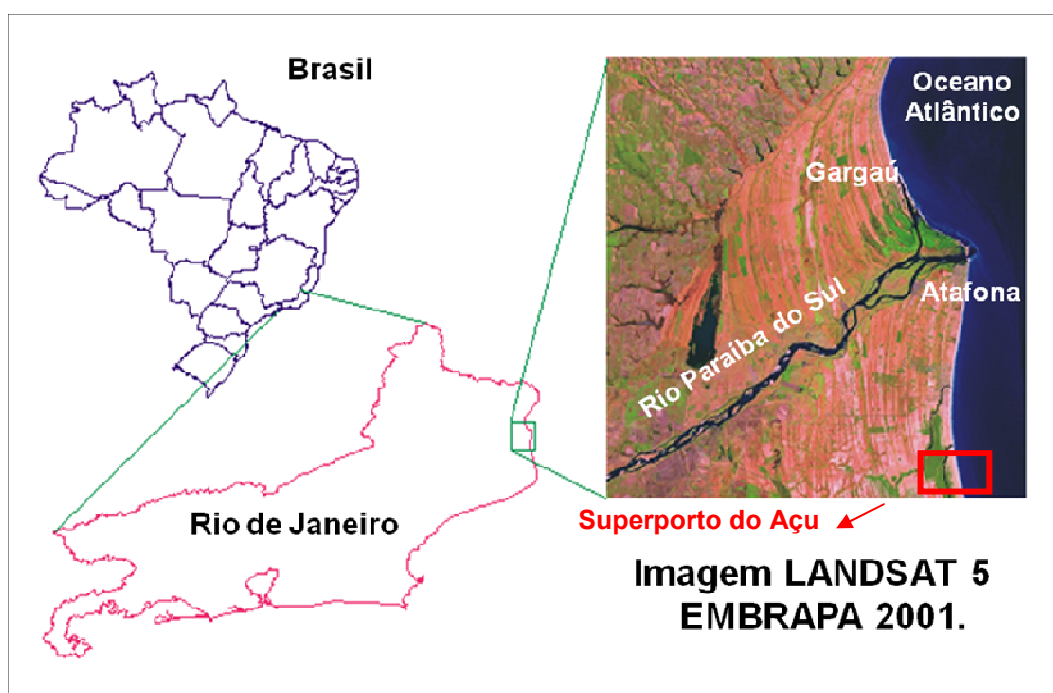 Brasil
Oceano
Atlântico
Gargaú
Atafona
Rio Paraíba do Sul
Superporto do Açu
Rio de Janeiro
Imagem LANDSAT 5
EMBRAPA 2001.